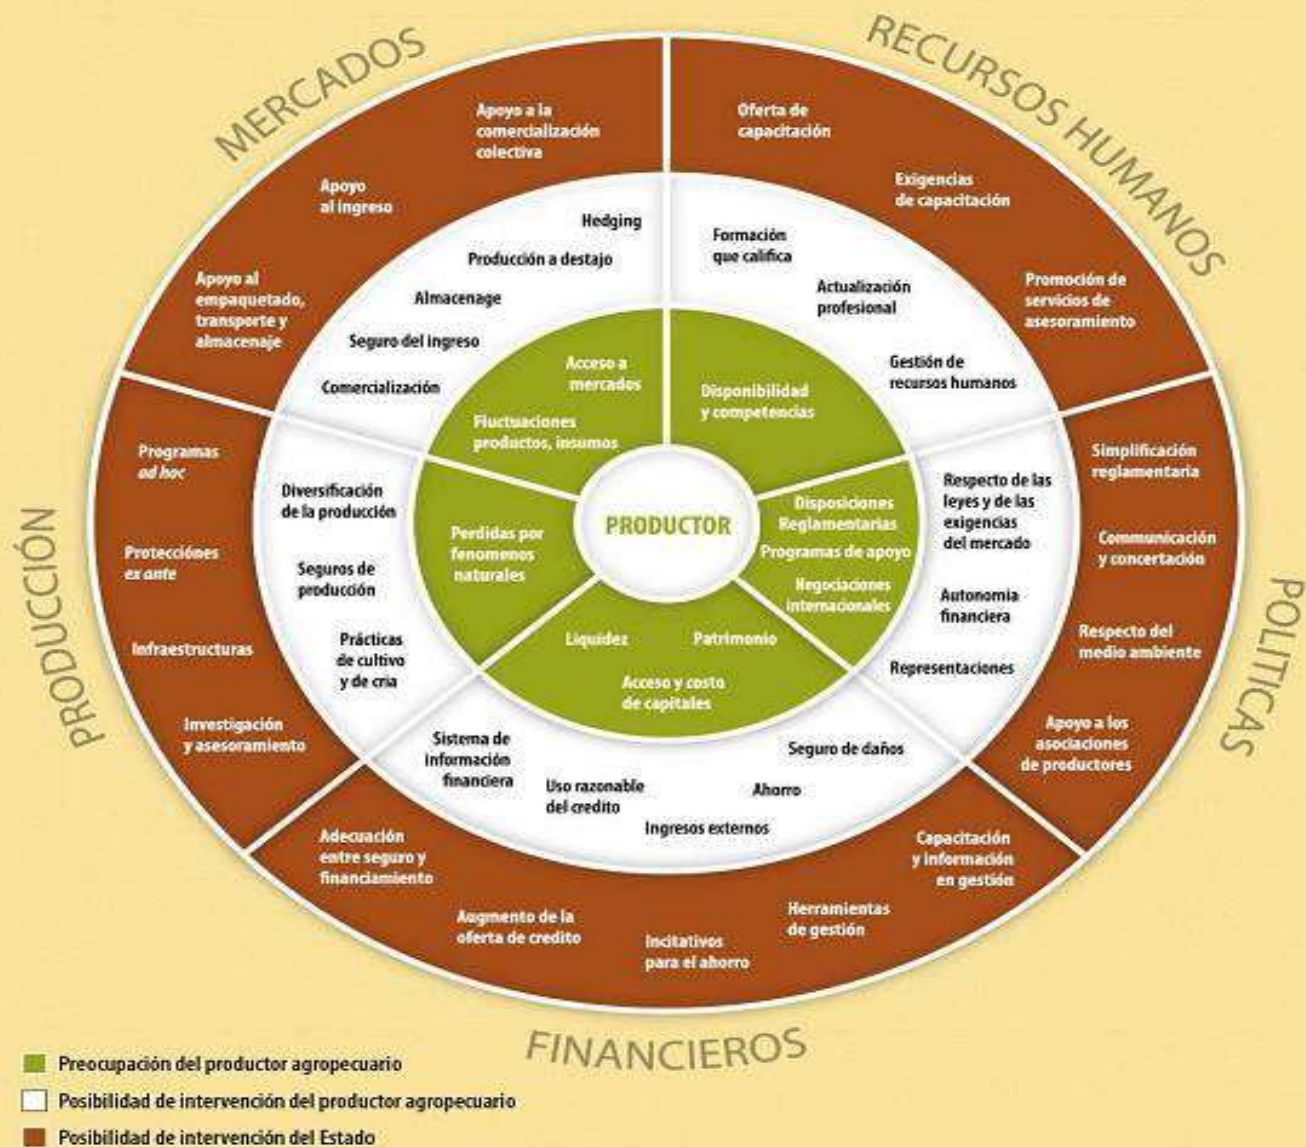 MERCADOS
RECURSOS HUMANOS
Apoyo a la
comercialización
colectiva
Apoyo
al ingreso
Apoyo al
empaquetado,
transporte y
almacenaje
Oferta de
capacitación
Exigencias
de capacitación
Promoción de
servicios de
asesoramiento
Hedging
Producción a destajo
Almacenage
Seguro del ingreso
Comercialización
Formación
que califica
Actualización
profesional
Gestión de
recursos humanos
Acceso a
mercados
Fluctuaciones
productos, insumos
Disponibilidad
y competencias
PRODUCCIÓN
Programas
ad hoc
Protecciónes
ex ante
Infraestructuras
Investigación
y asesoramiento
Diversificación
de la producción
Seguros de
producción
Prácticas
de cultivo
y de cria
Perdidas por
fenomenos
naturales
PRODUCTOR
Disposiciones
Reglamentarias
Programas de apoyo
Negociaciones
internacionales
Respecto de las
leyes y de las
exigencias
del mercado
Autonomia
financiera
Representaciones
Simplificación
reglamentaria
Communicación
y concertación
Respecto del
medio ambiente
Apoyo a los
asociaciones
de productores
POLITICAS
Liquidez
Patrimonio
Acceso y costo
de capitales
Sistema de
información
financiera
Uso razonable
del credito
Ingresos externos
Ahorro
Seguro de daños
Adecuación
entre seguro y
financiamiento
Augmento de la
oferta de credito
Incitativos
para el ahorro
Herramientas
de gestión
Capacitación
y información
en gestión
FINANCIEROS
Preocupación del productor agropecuario
Posibilidad de intervención del productor agropecuario
Posibilidad de intervención del Estado